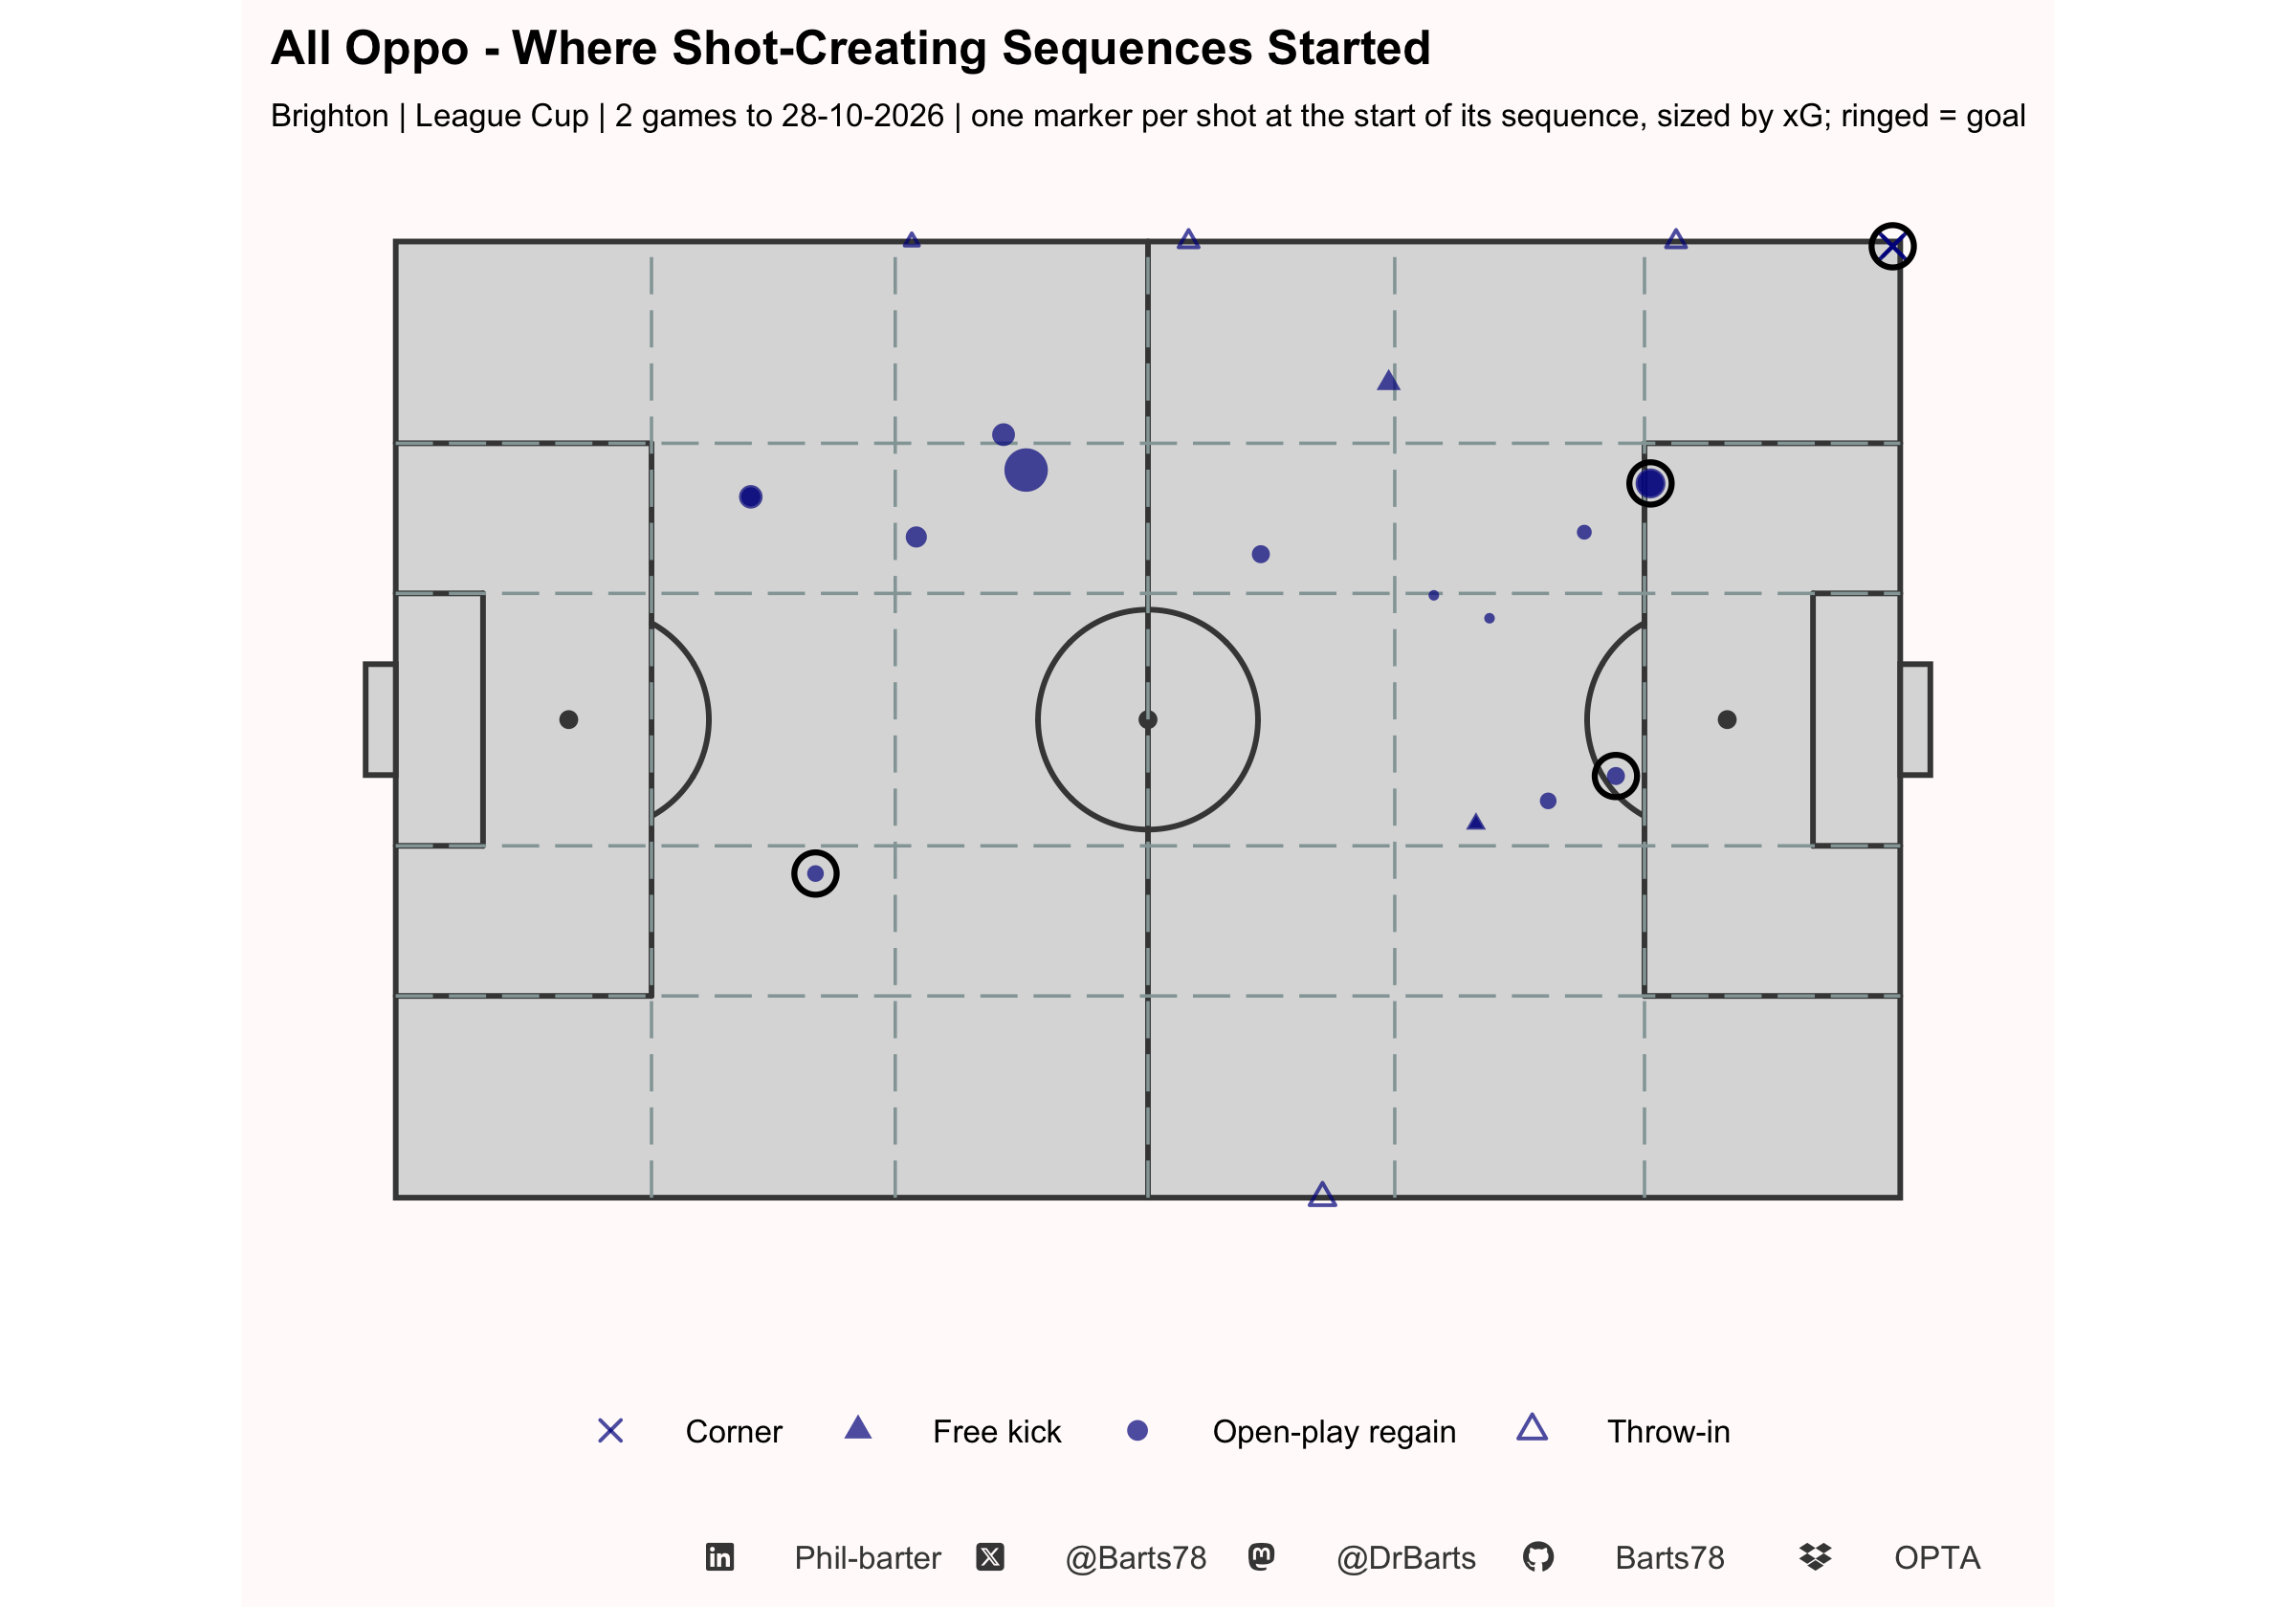 All Oppo - Where Shot-Creating Sequences Started
Brighton | League Cup | 2 games to 28-10-2026 | one marker per shot at the start of its sequence, sized by xG; ringed = goal
Corner Free kick Open-play regain Throw-in
Phil-barter @Barts78 @DrBarts Barts78 OPTA